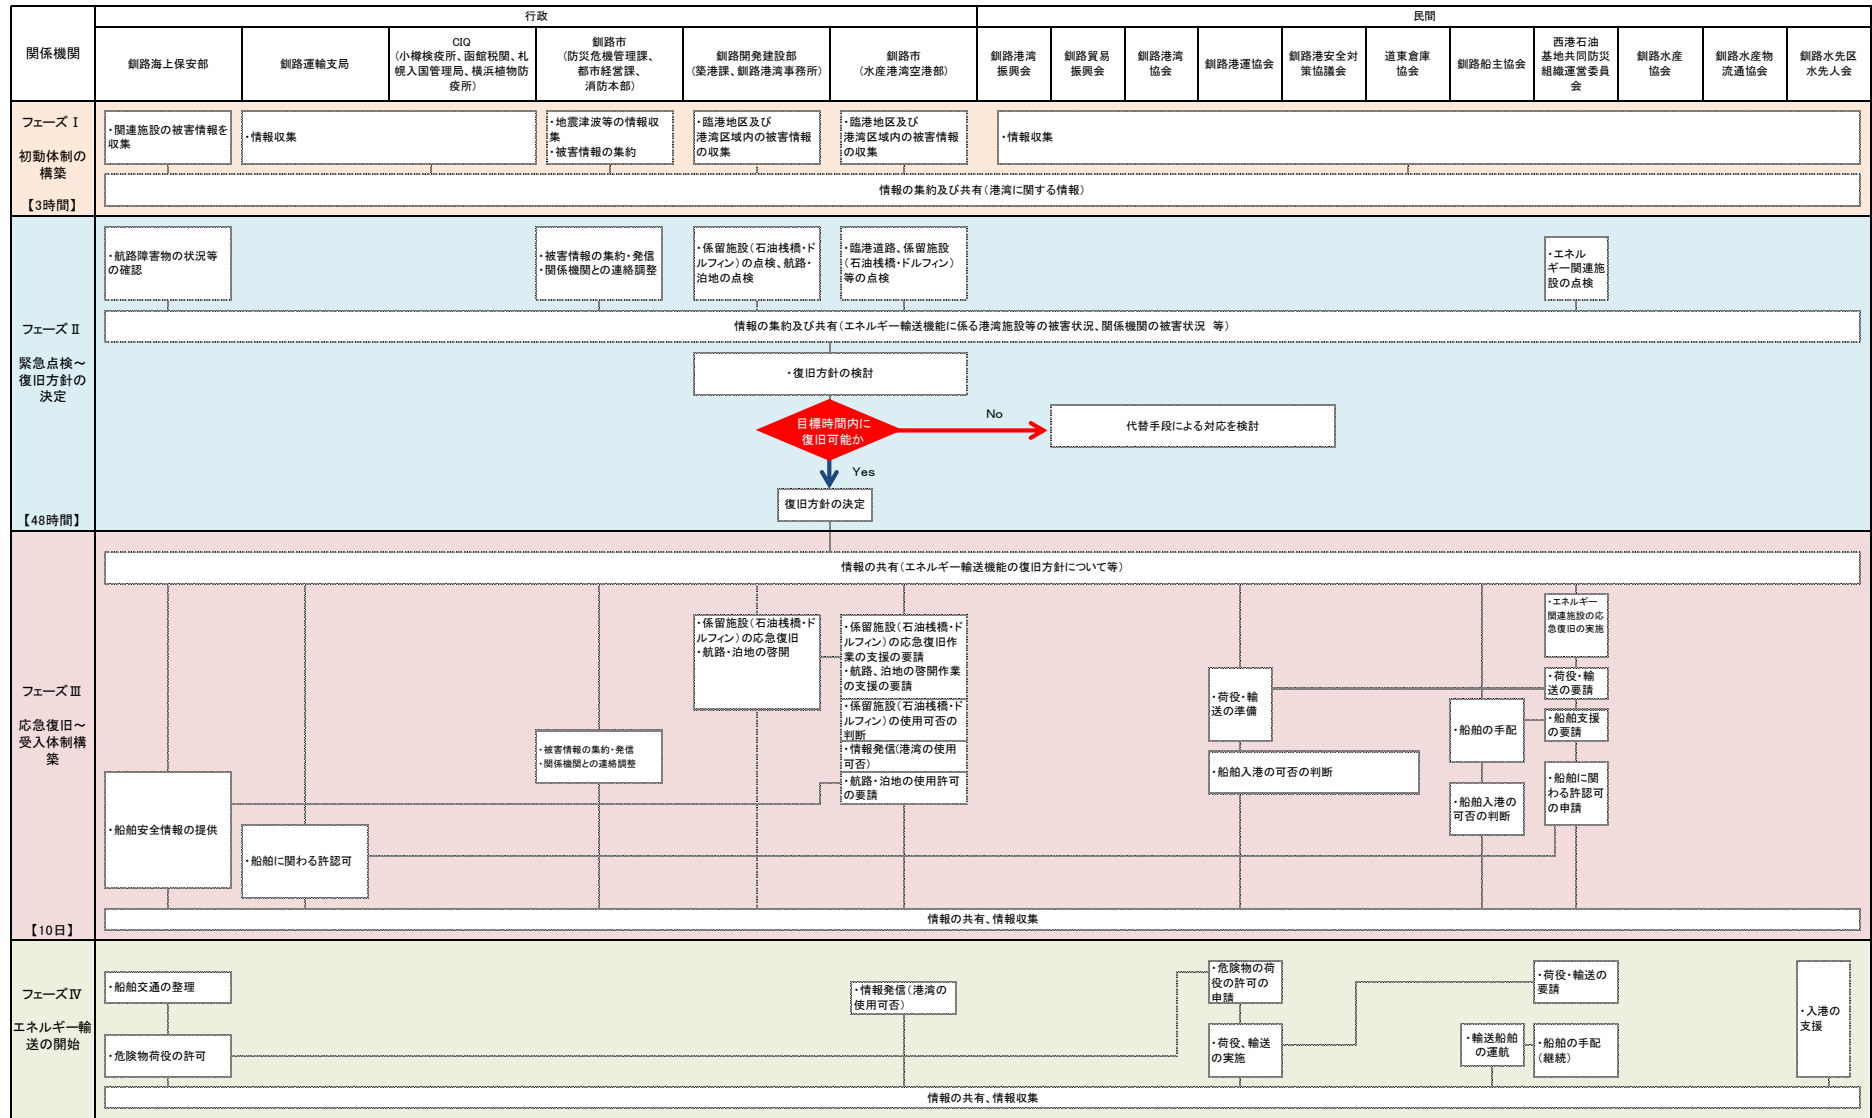 関係機関
行政
民間
釧路海上保安部
釧路運輸支局
CIQ
(小樽検疫所、函館税関、札
幌入国管理局、横浜植物防
疫所)
釧路市
(防災危機管理課、
都市経営課、
消防本部)
釧路開発建設部
(築港課、釧路港湾事務所)
釧路市
(水産港湾空港部)
釧路港湾
振興会
釧路貿易
振興会
釧路港湾
協会
釧路港運協会
釧路港安全対
策協議会
道東倉庫
協会
釧路船主協会
西港石油
基地共同防災
組織運営委員
会
釧路水産
協会
釧路水産物
流通協会
釧路水先区
水先人会
フェーズⅠ
初動体制の
構築
【3時間】
・関連施設の被害情報を
収集
・情報収集
・地震津波等の情報収
集
・被害情報の集約
・臨港地区及び
港湾区域内の被害情報
の収集
・臨港地区及び
港湾区域内の被害情報
の収集
・情報収集
情報の集約及び共有(港湾に関する情報)
フェーズⅡ
緊急点検～
復旧方針の
決定
【48時間】
・航路障害物の状況等
の確認
・被害情報の集約・発信
・関係機関との連絡調整
・係留施設(石油桟橋・ド
ルフィン)の点検、航路・
泊地の点検
・臨港道路、係留施設
(石油桟橋・ドルフィン)
等の点検
・エネル
ギー関連施
設の点検
情報の集約及び共有(エネルギー輸送機能に係る港湾施設等の被害状況、関係機関の被害状況 等)
・復旧方針の検討
目標時間内に
復旧可能か
No
代替手段による対応を検討
Yes
復旧方針の決定
フェーズⅢ
応急復旧～
受入体制構
築
【10日】
情報の共有(エネルギー輸送機能の復旧方針について等)
・係留施設(石油桟橋・ド
ルフィン)の応急復旧
・航路・泊地の啓開
・係留施設(石油桟橋・ド
ルフィン)の応急復旧作
業の支援の要請
・航路、泊地の啓開作業
の支援の要請
・係留施設(石油桟橋・ド
ルフィン)の使用可否の
判断
・情報発信(港湾の使用
可否)
・航路・泊地の使用許可
の要請
・被害情報の集約・発信
・関係機関との連絡調整
・船舶安全情報の提供
・船舶に関わる許認可
・荷役・輸
送の準備
・船舶入港の可否の判断
・船舶の手配
・船舶入港の
可否の判断
・エネルギー
関連施設の応
急復旧の実施
・荷役・輸
送の要請
・船舶支援
の要請
・船舶に関
わる許認可
の申請
情報の共有、情報収集
フェーズⅣ
エネルギー輸
送の開始
・船舶交通の整理
・危険物荷役の許可
・情報発信(港湾の
使用可否)
・危険物の荷
役の許可の
申請
・荷役、輸送
の実施
・輸送船舶
の運航
・荷役・輸送の
要請
・船舶の手配
(継続)
・入港の
支援
情報の共有、情報収集